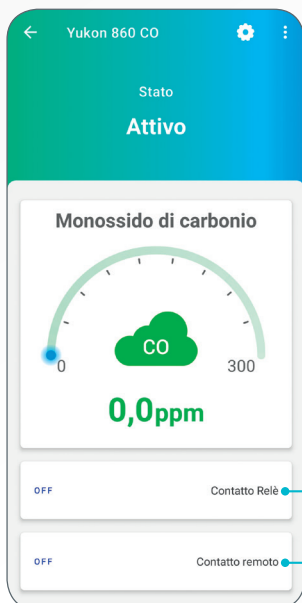 Yukon 860 CO
Stato
Attivo
Monossido di carbonio
CO
0
300
0,0ppm
OFF Contatto Relè
OFF Contatto remoto